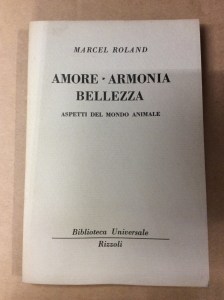 MARCEL ROLAND
AMORE · ARMONIA
BELLEZZA
ASPETTI DEL MONDO ANIMALE
Biblioteca Universale
Rizzoli